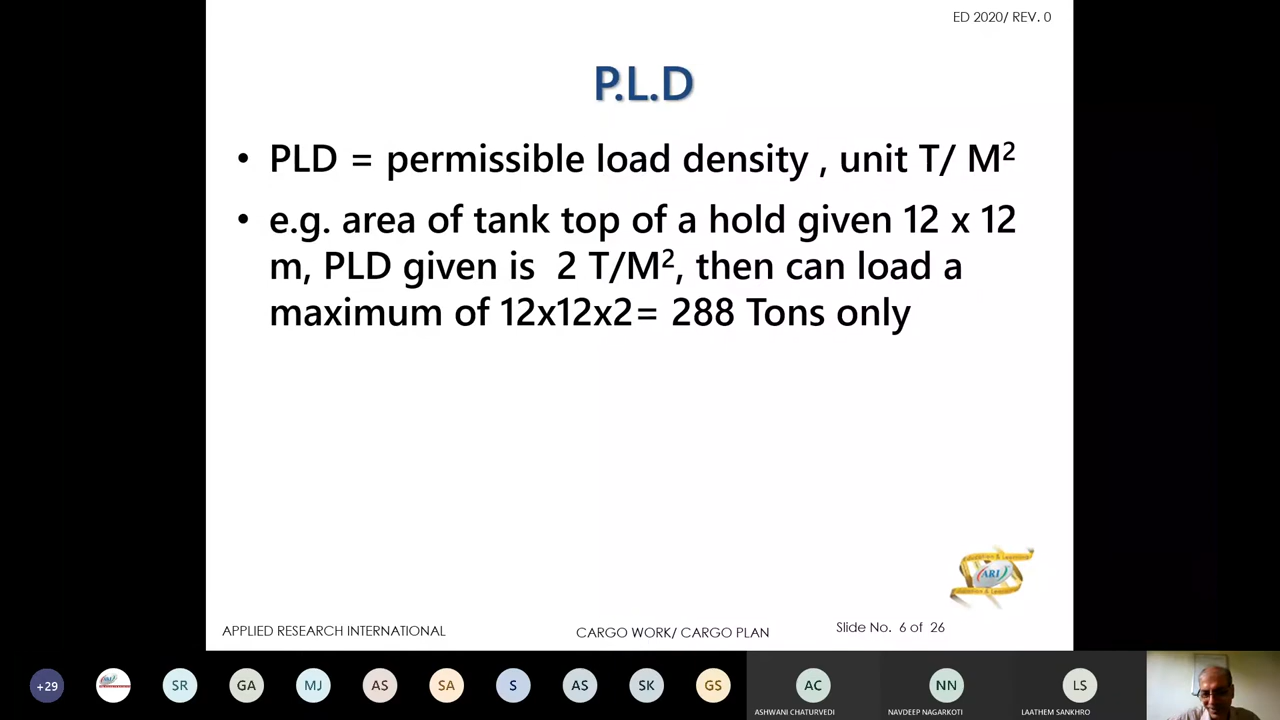 ED 2020/ REV. 0
P.L.D
• PLD = permissible load density , unit T/ M²
• e.g. area of tank top of a hold given 12 x 12
m, PLD given is 2 T/M², then can load a
maximum of 12x12x2= 288 Tons only
ARI
APPLIED RESEARCH INTERNATIONAL
CARGO WORK/ CARGO PLAN
Slide No. 6 of 26
+29
SR
GA
MJ
AS
SA
S
AS
SK
GS
AC
NN
LS
ASHWANI CHATURVEDI
NAVDEEP NAGARKOTI
LAATHEM SANKHRO